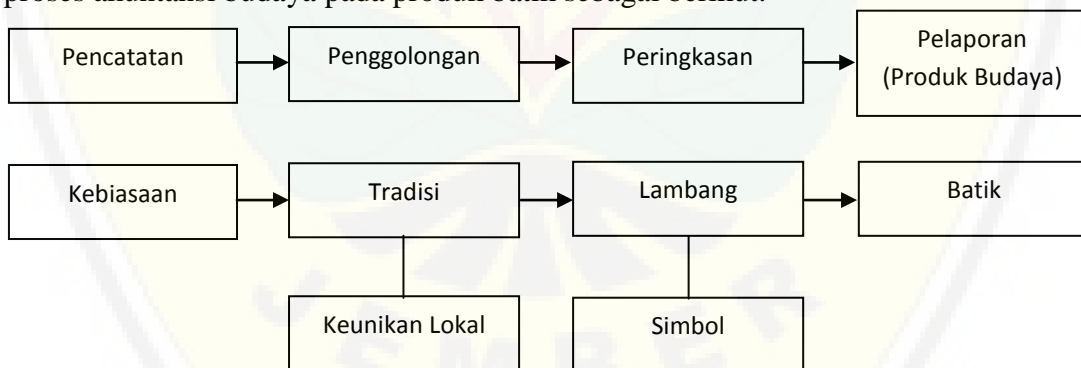 proses akuntansi budaya pada produk batik sebagai berikut:
Pencatatan
Penggolongan
Peringkasan
Pelaporan
(Produk Budaya)
Kebiasaan
Tradisi
Lambang
Batik
Keunikan Lokal
Simbol
JEMBER